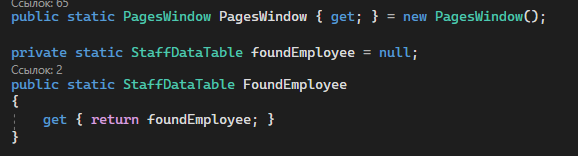 Ссылок: 65
public static PagesWindow PagesWindow { get; } = new PagesWindow();
private static StaffDataTable foundEmployee = null;
Ссылок: 2
public static StaffDataTable FoundEmployee
{
get { return foundEmployee; }
}